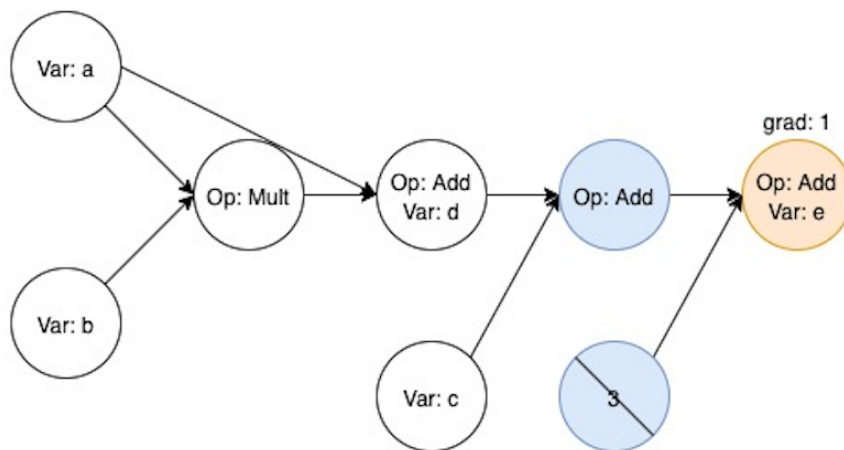 Var: a
grad: 1
Op: Mult
Op: Add
Var: d
Op: Add
Op: Add
Var: e
Var: b
Var: c
3